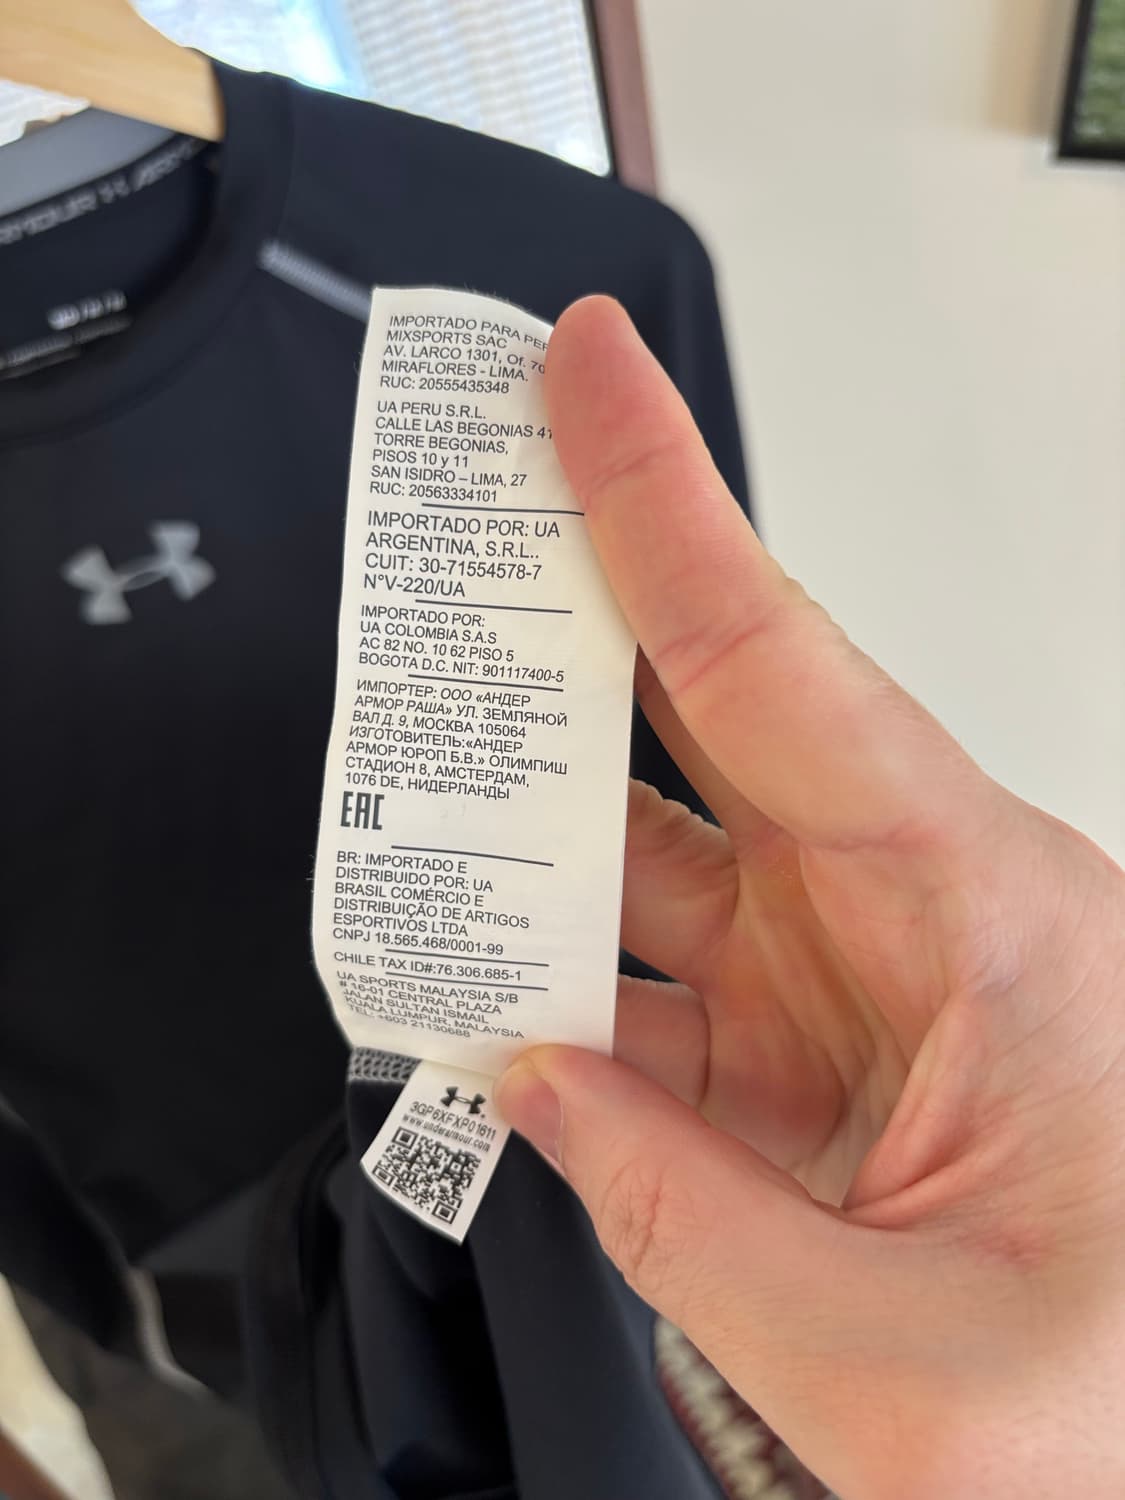 IMPORTADO PARA
MIXSPORTS SAC
AV. LARCO 1301, Of.
MIRAFLORES - LIMA.
RUC: 20555435348
UA PERU S.R.L.
CALLE LAS BEGONIAS
TORRE BEGONIAS,
PISOS 10 y 11
SAN ISIDRO – LIMA, 27
RUC: 20563334101
IMPORTADO POR: UA
ARGENTINA, S.R.L..
CUIT: 30-71554578-7
N°V-220/UA
IMPORTADO POR:
UA COLOMBIA S.A.S
AC 82 NO. 10 62 PISO 5
BOGOTA D.C. NIT: 901117400-5
ИМПОРТЕР: ООО «АНДЕР
АРМОР РАША» УЛ. ЗЕМЛЯНОЙ
ВАЛ Д. 9, МОСКВА 105064
ИЗГОТОВИТЕЛЬ:«АНДЕР
АРМОР ЮРОП Б.В.» ОЛИМПИШ
СТАДИОН 8, АМСТЕРДАМ,
1076 DE, НИДЕРЛАНДЫ
EAC
BR: IMPORTADO E
DISTRIBUIDO POR: UA
BRASIL COMÉRCIO E
DISTRIBUIÇÃO DE ARTIGOS
ESPORTIVOS LTDA
CNPJ 18.565.468/0001-99
CHILE TAX ID#:76.306.685-1
UA SPORTS MALAYSIA S/B
# 16-01 CENTRAL PLAZA
JALAN SULTAN ISMAIL
KUALA LUMPUR, MALAYSIA
TEL: +603 21130688
3GP6XFXP01611
www.underarmour.com